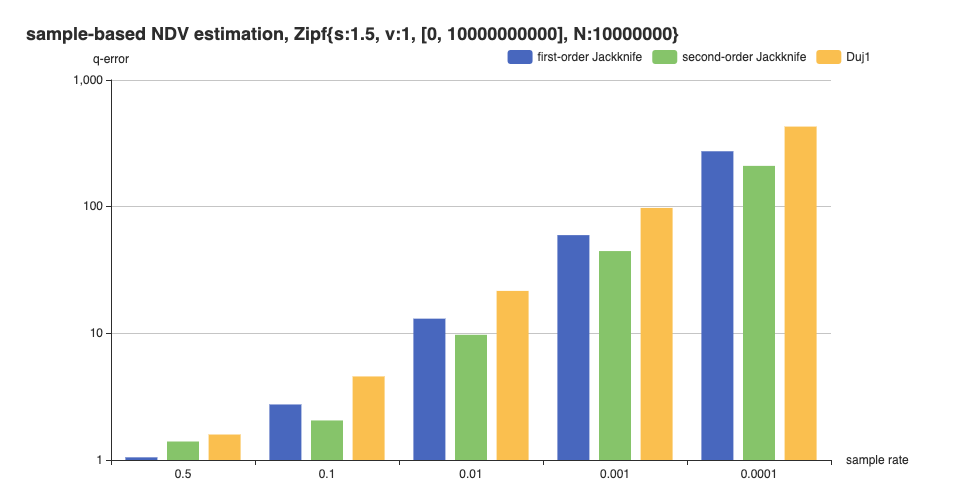 sample-based NDV estimation, Zipf{s:1.5, v:1, [0, 10000000000], N:10000000}
q-error
first-order Jackknife
second-order Jackknife
Duj1
1,000
100
10
1
0.5
0.1
0.01
0.001
0.0001
sample rate